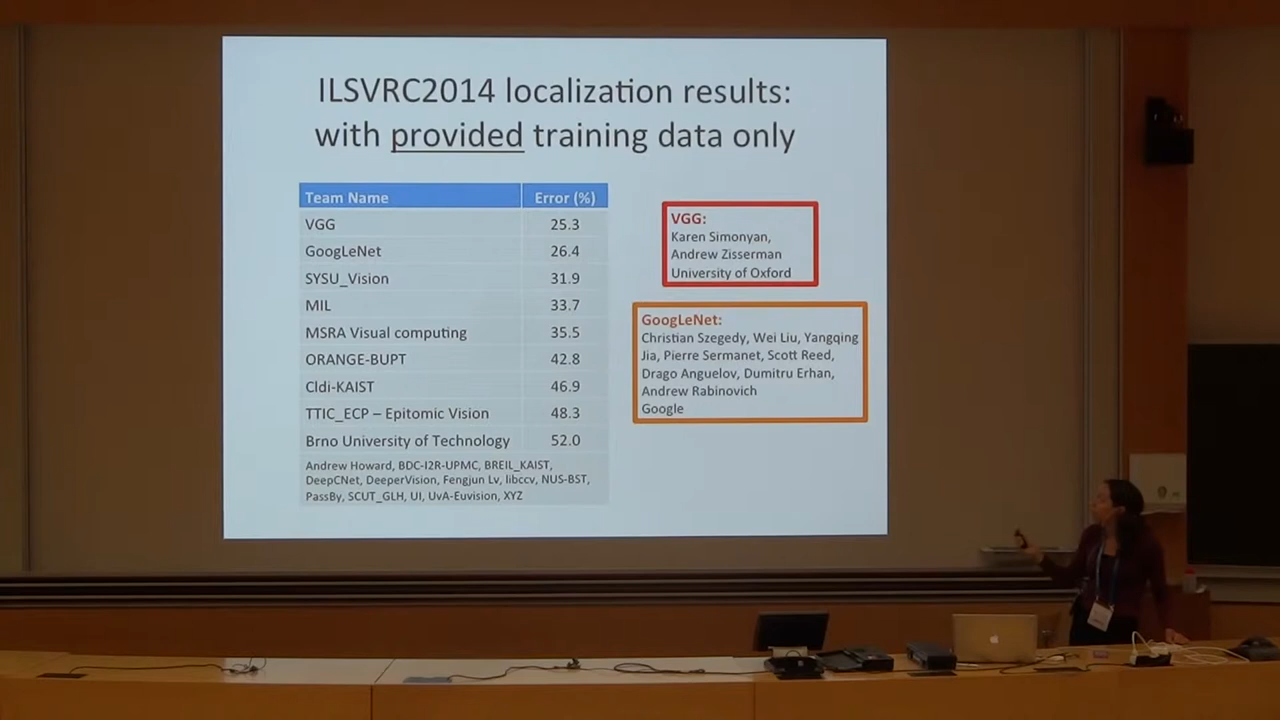 ILSVRC2014 localization results:
with provided training data only
Team Name Error (%)
VGG 25.3
GoogLeNet 26.4
SYSU_Vision 31.9
MIL 33.7
MSRA Visual computing 35.5
ORANGE-BUPT 42.8
Cldi-KAIST 46.9
TTIC_ECP – Epitomic Vision 48.3
Brno University of Technology 52.0
Andrew Howard, BDC-I2R-UPMC, BREIL_KAIST,
DeepCNet, DeeperVision, Fengjun Lv, libccv, NUS-BST,
PassBy, SCUT_GLH, UI, UvA-Euvision, XYZ
VGG:
Karen Simonyan,
Andrew Zisserman
University of Oxford
GoogLeNet:
Christian Szegedy, Wei Liu, Yangqing
Jia, Pierre Sermanet, Scott Reed,
Drago Anguelov, Dumitru Erhan,
Andrew Rabinovich
Google